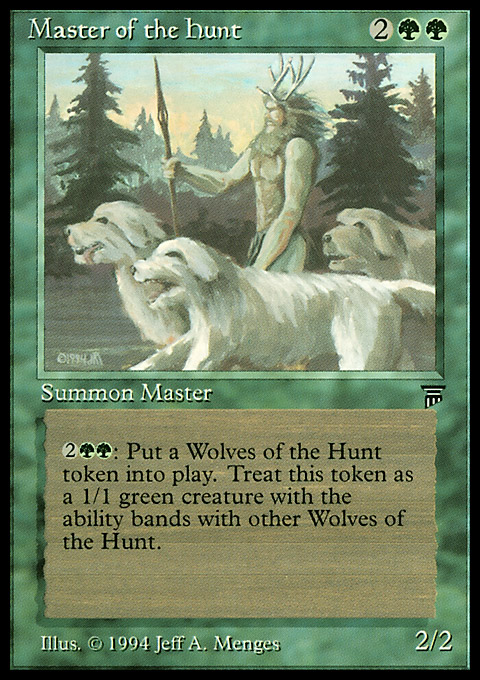 Master of the Hunt 2
©1994 JAM
Summon Master
2: Put a Wolves of the Hunt
token into play. Treat this token as
a 1/1 green creature with the
ability bands with other Wolves of
the Hunt.
Illus. © 1994 Jeff A. Menges 2/2